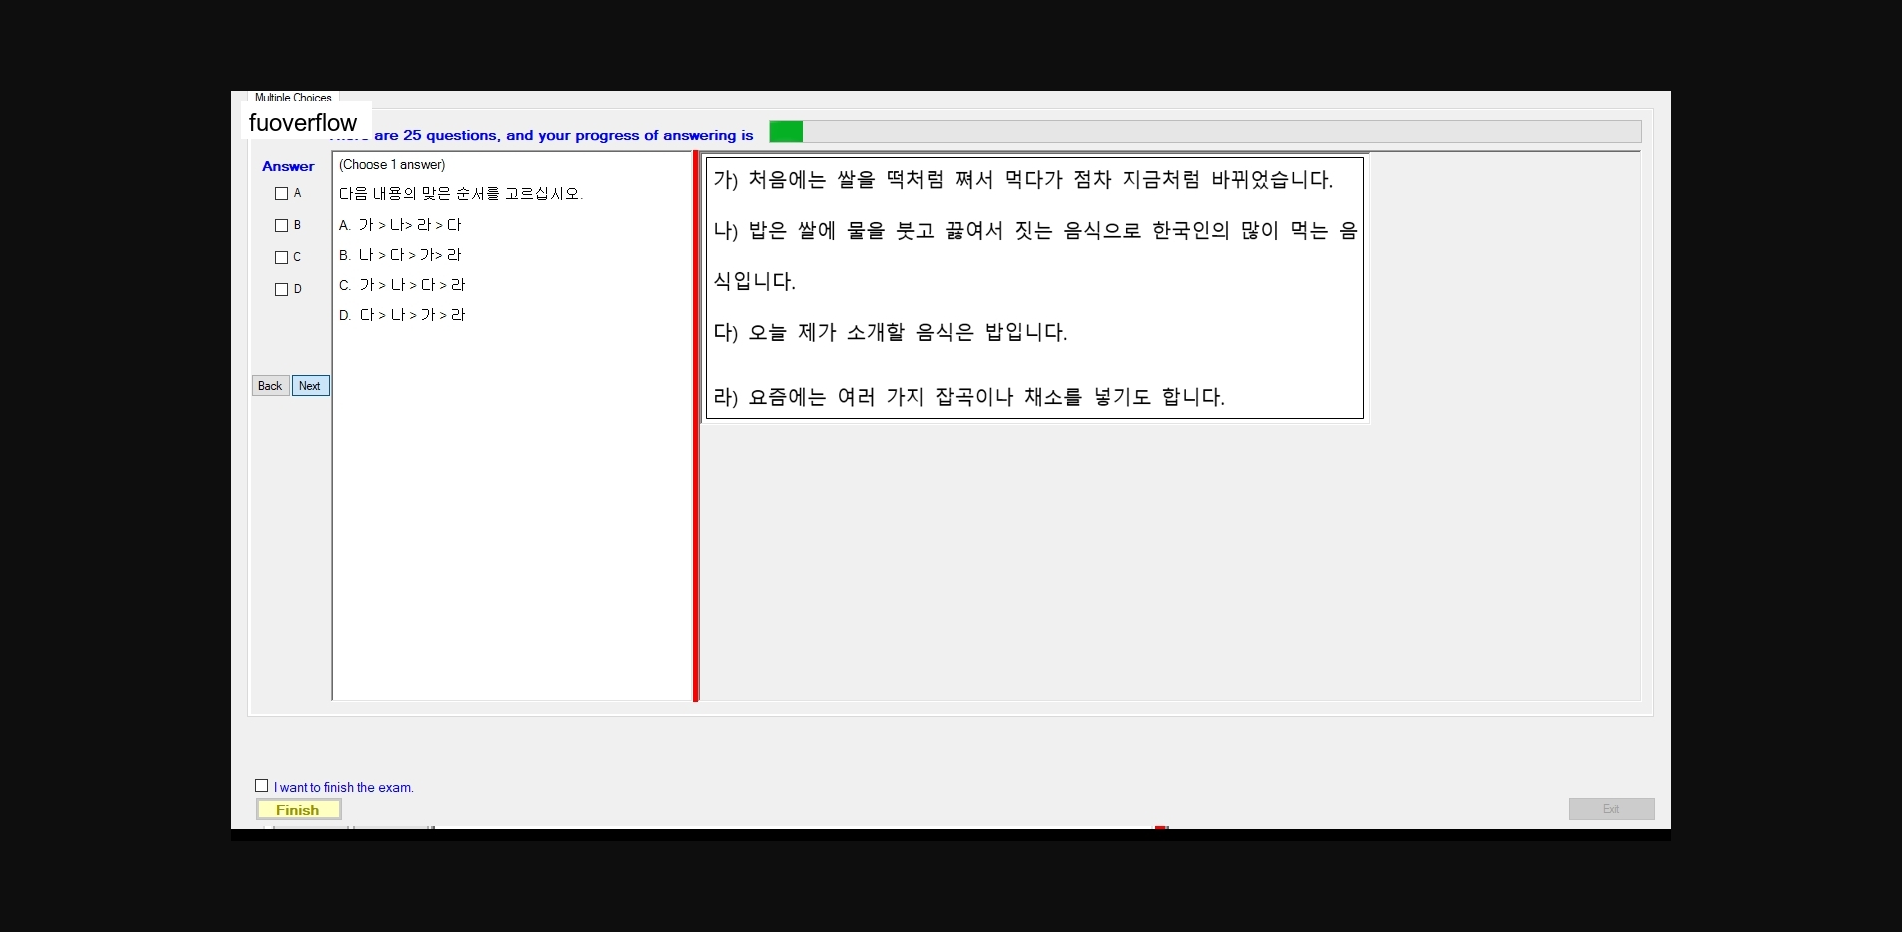 Multiple Choices
fuoverflow
are 25 questions, and your progress of answering is
Answer
A
B
C
D
Back Next
(Choose 1 answer)
다음 내용의 맞은 순서를 고르십시오.
A. 가 > 나> 라 > 다
B. 나 > 다 > 가> 라
C. 가 > 나 > 다 > 라
D. 다 > 나 > 가 > 라
가) 처음에는 쌀을 떡처럼 쪄서 먹다가 점차 지금처럼 바뀌었습니다.
나) 밥은 쌀에 물을 붓고 끓여서 짓는 음식으로 한국인의 많이 먹는 음
식입니다.
다) 오늘 제가 소개할 음식은 밥입니다.
라) 요즘에는 여러 가지 잡곡이나 채소를 넣기도 합니다.
I want to finish the exam.
Finish
Exit